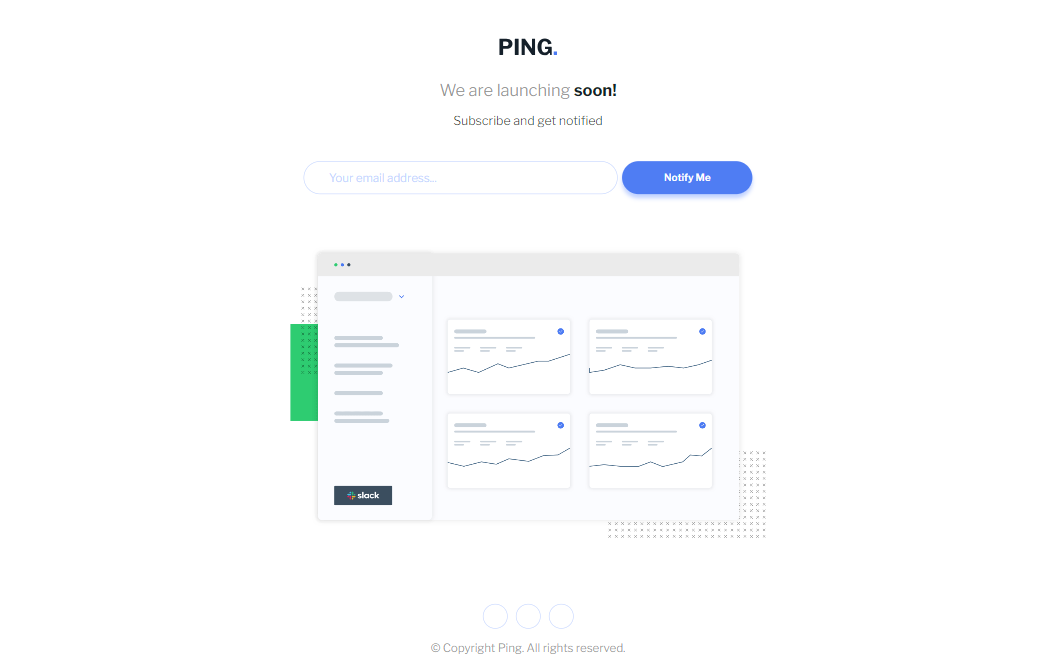 PING.
We are launching soon!
Subscribe and get notified
Your email address...
Notify Me
slack
© Copyright Ping. All rights reserved.